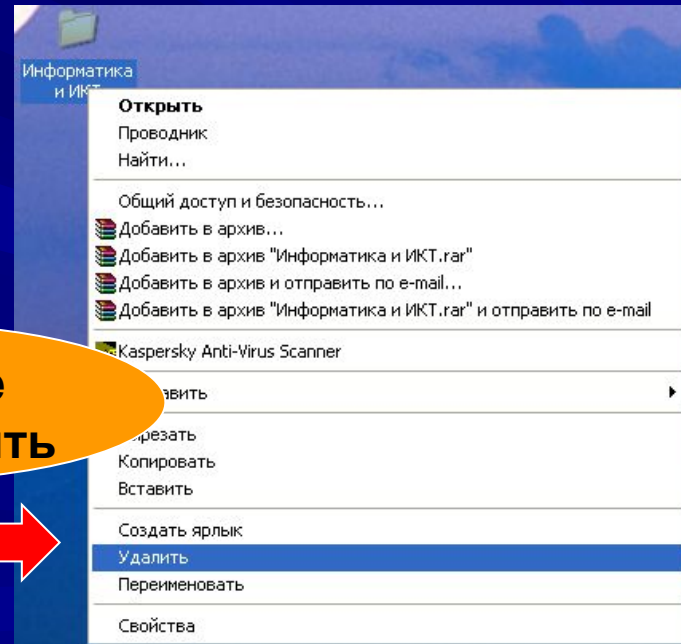 Информатика
Открыть
Проводник
Найти...
Общий доступ и безопасность...
Добавить в архив...
Добавить в архив "Информатика и ИКТ.rar"
Добавить в архив и отправить по e-mail...
Добавить в архив "Информатика и ИКТ.rar" и отправить по e-mail
Kaspersky Anti-Virus Scanner
Копировать
Вставить
Создать ярлык
Удалить
Переименовать
Свойства